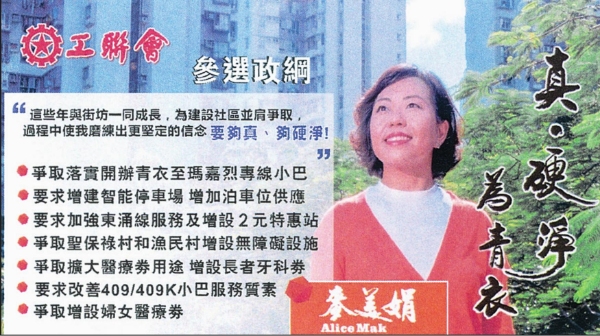 工聯會
參選政綱
“這些年與街坊一同成長，為建設社區並肩爭取，
過程中使我磨練出更堅定的信念 要夠真、夠硬淨!”
爭取落實開辦青衣至瑪嘉烈專線小巴
要求增建智能停車場 增加泊車位供應
要求加強東涌線服務及增設2元特惠站
爭取聖保祿村和漁民村增設無障礙設施
爭取擴大醫療券用途 增設長者牙科券
要求改善409/409K小巴服務質素
爭取增設婦女醫療券
真·硬淨
為青衣
麥美娟
Alice Mak